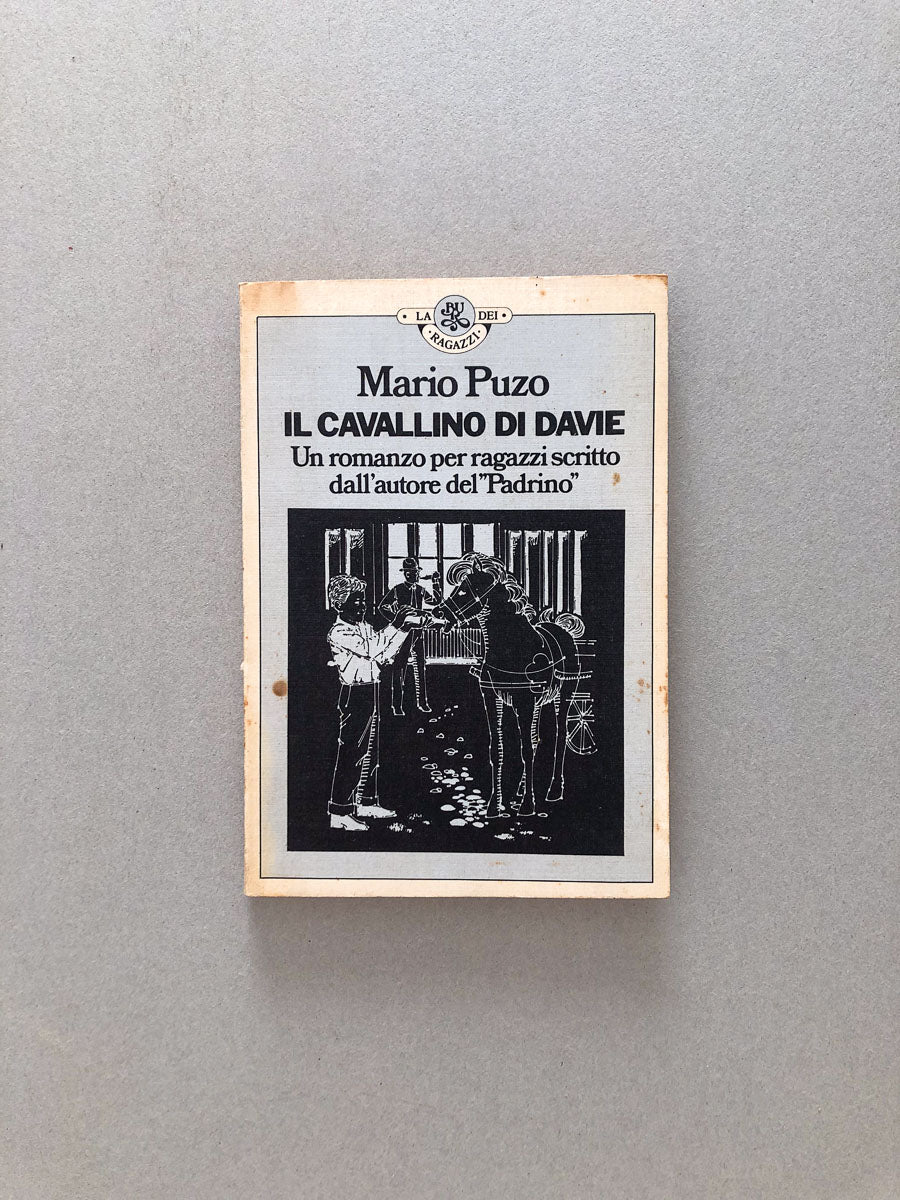 LA BUR DEI
·RAGAZZI·
Mario Puzo
IL CAVALLINO DI DAVIE
Un romanzo per ragazzi scritto
dall'autore del "Padrino"